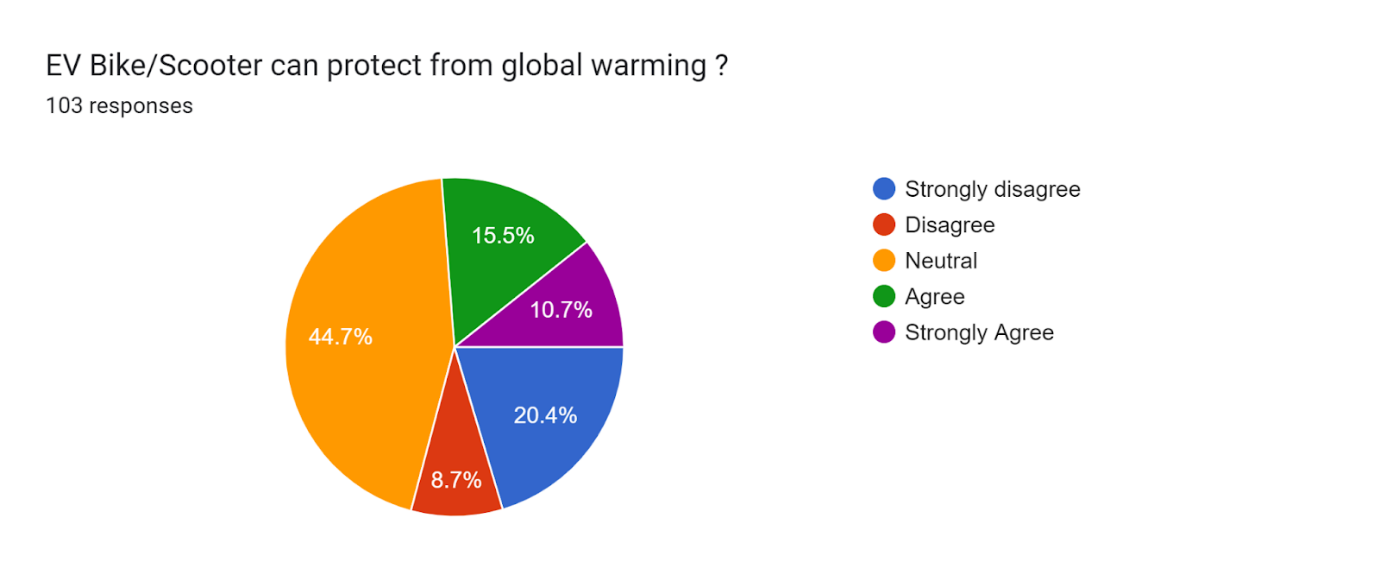 EV Bike/Scooter can protect from global warming ?
103 responses
15.5%
10.7%
44.7%
20.4%
8.7%
Strongly disagree
Disagree
Neutral
Agree
Strongly Agree